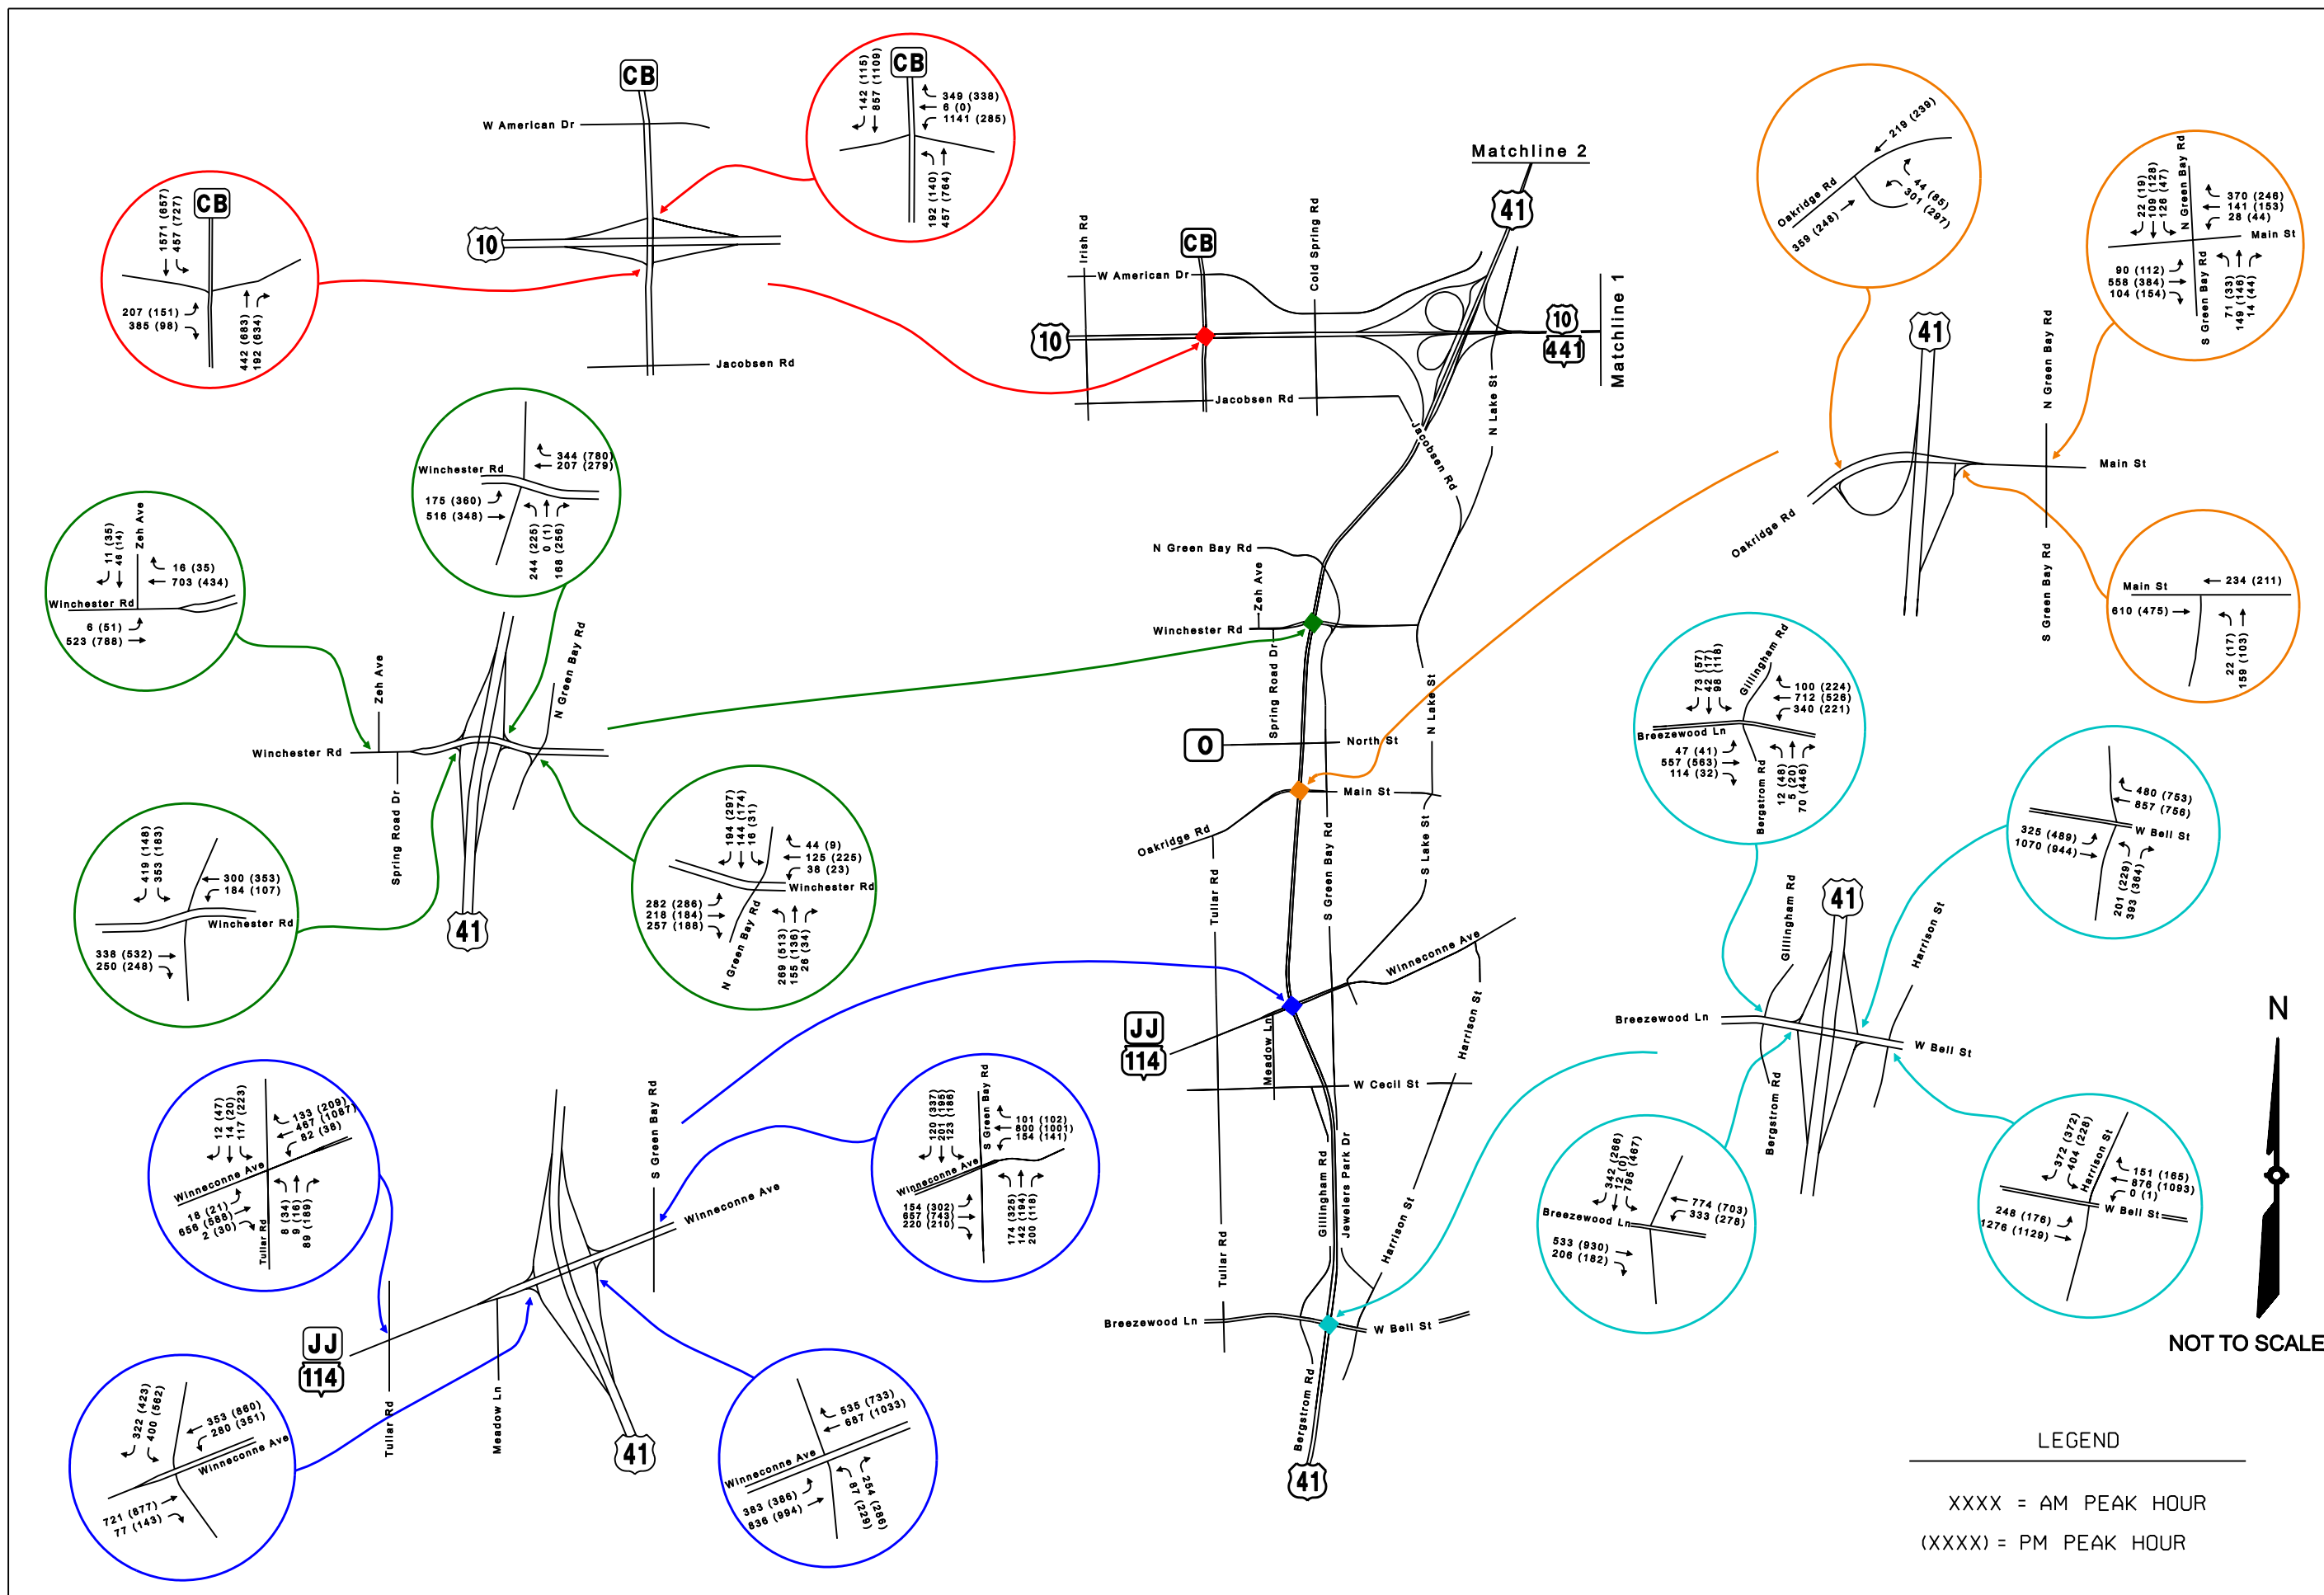 CB
W American Dr
10
Jacobsen Rd
CB
142 (115)
857 (1109)
349 (338)
6 (0)
1141 (285)
192 (140)
457 (764)
CB
1571 (657)
457 (727)
207 (151)
385 (98)
442 (683)
192 (634)
Winchester Rd
344 (780)
207 (279)
175 (360)
516 (348)
244 (225)
0 (1)
168 (256)
11 (35)
46 (14)
Zeh Ave
16 (35)
703 (434)
Winchester Rd
6 (51)
523 (788)
Zeh Ave
N Green Bay Rd
Winchester Rd
Spring Road Dr
41
419 (148)
353 (183)
300 (353)
184 (107)
Winchester Rd
338 (532)
250 (248)
194 (297)
144 (174)
16 (31)
44 (9)
125 (225)
38 (23)
Winchester Rd
282 (286)
218 (184)
257 (188)
N Green Bay Rd
269 (513)
155 (136)
26 (34)
12 (47)
14 (20)
117 (223)
133 (209)
467 (1087)
82 (38)
Winneconne Ave
18 (21)
656 (588)
2 (30)
Tullar Rd
8 (34)
9 (16)
89 (189)
120 (337)
201 (195)
123 (186)
S Green Bay Rd
101 (102)
800 (1001)
154 (141)
Winneconne Ave
154 (302)
657 (743)
220 (210)
174 (325)
142 (194)
200 (118)
S Green Bay Rd
Winneconne Ave
JJ
114
Tullar Rd
Meadow Ln
41
322 (423)
400 (562)
353 (860)
280 (351)
Winneconne Ave
721 (877)
77 (143)
535 (733)
687 (1033)
Winneconne Ave
383 (386)
836 (994)
87 (229)
254 (286)
Matchline 2
41
Irish Rd
CB
Cold Spring Rd
W American Dr
10
10
441
Matchline 1
Jacobsen Rd
Jacobsen Rd
N Lake St
N Green Bay Rd
Zeh Ave
Winchester Rd
Spring Road Dr
N Lake St
O
North St
Main St
Oakridge Rd
Tullar Rd
S Green Bay Rd
S Lake St
Winneconne Ave
JJ
114
Meadow Ln
Harrison St
W Cecil St
Gillingham Rd
Jewelers Park Dr
Harrison St
Tullar Rd
Breezewood Ln
W Bell St
Bergstrom Rd
41
219 (239)
Oakridge Rd
44 (85)
301 (297)
359 (248)
22 (19)
109 (128)
126 (47)
N Green Bay Rd
370 (246)
141 (153)
28 (44)
Main St
90 (112)
558 (384)
104 (154)
S Green Bay Rd
71 (33)
149 (146)
14 (44)
41
N Green Bay Rd
Main St
Oakridge Rd
S Green Bay Rd
Main St
234 (211)
610 (475)
22 (17)
159 (103)
73 (57)
42 (17)
98 (118)
Gillingham Rd
100 (224)
712 (526)
340 (221)
Breezewood Ln
47 (41)
557 (563)
114 (32)
Bergstrom Rd
12 (48)
5 (20)
70 (446)
480 (753)
857 (756)
W Bell St
325 (489)
1070 (944)
201 (229)
393 (364)
41
Gillingham Rd
Harrison St
Breezewood Ln
W Bell St
Bergstrom Rd
342 (266)
12 (0)
795 (467)
774 (703)
333 (278)
Breezewood Ln
533 (930)
206 (182)
372 (372)
404 (228)
Harrison St
151 (165)
876 (1093)
0 (1)
W Bell St
248 (176)
1276 (1129)
N
NOT TO SCALE
LEGEND
XXXX = AM PEAK HOUR
(XXXX) = PM PEAK HOUR